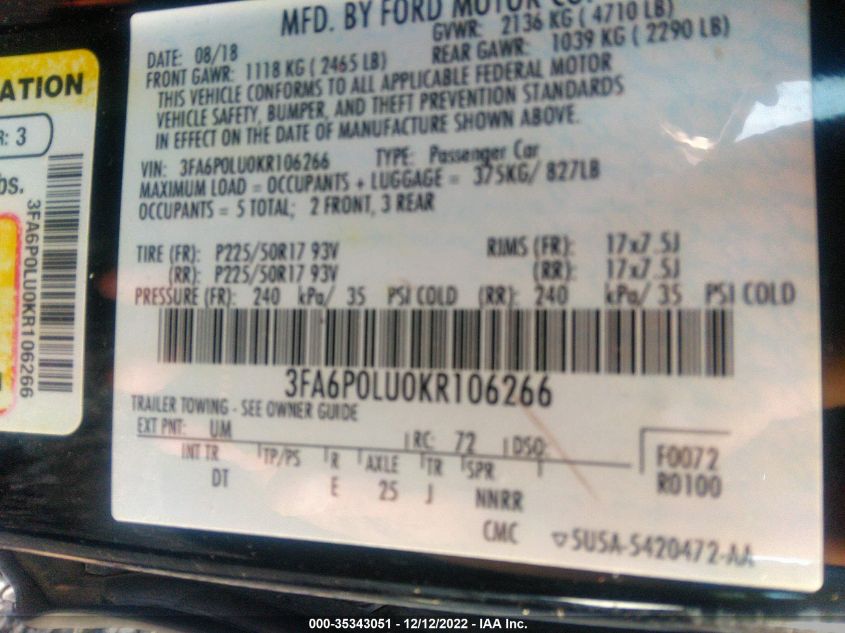 MFD. BY FORD MOTOR CO
DATE: 08/18
GVWR: 2136 KG ( 4710 LB)
FRONT GAWR: 1118 KG ( 2465 LB)
REAR GAWR: 1039 KG ( 2290 LB)
THIS VEHICLE CONFORMS TO ALL APPLICABLE FEDERAL MOTOR
VEHICLE SAFETY, BUMPER, AND THEFT PREVENTION STANDARDS
IN EFFECT ON THE DATE OF MANUFACTURE SHOWN ABOVE.
VIN: 3FA6P0LU0KR106266 TYPE: Passenger Car
MAXIMUM LOAD = OCCUPANTS + LUGGAGE = 375KG/ 827LB
OCCUPANTS = 5 TOTAL; 2 FRONT, 3 REAR
TIRE (FR): P225/50R17 93V RIMS (FR): 17x7.5J
(RR): P225/50R17 93V (RR): 17x7.5J
PRESSURE (FR): 240 kPa/ 35 PSI COLD (RR): 240 kPa/ 35 PSI COLD
3FA6P0LU0KR106266
TRAILER TOWING - SEE OWNER GUIDE
EXT PNT: UM RC: 72 DSO:
INT TR TP/PS R AXLE TR SPR
DT E 25 J NNRR
F0072
R0100
CMC ▽5U5A-5420472-AA
ATION
R: 3
bs.
3FA6P0LU0KR106266
000-35343051 - 12/12/2022 - IAA Inc.